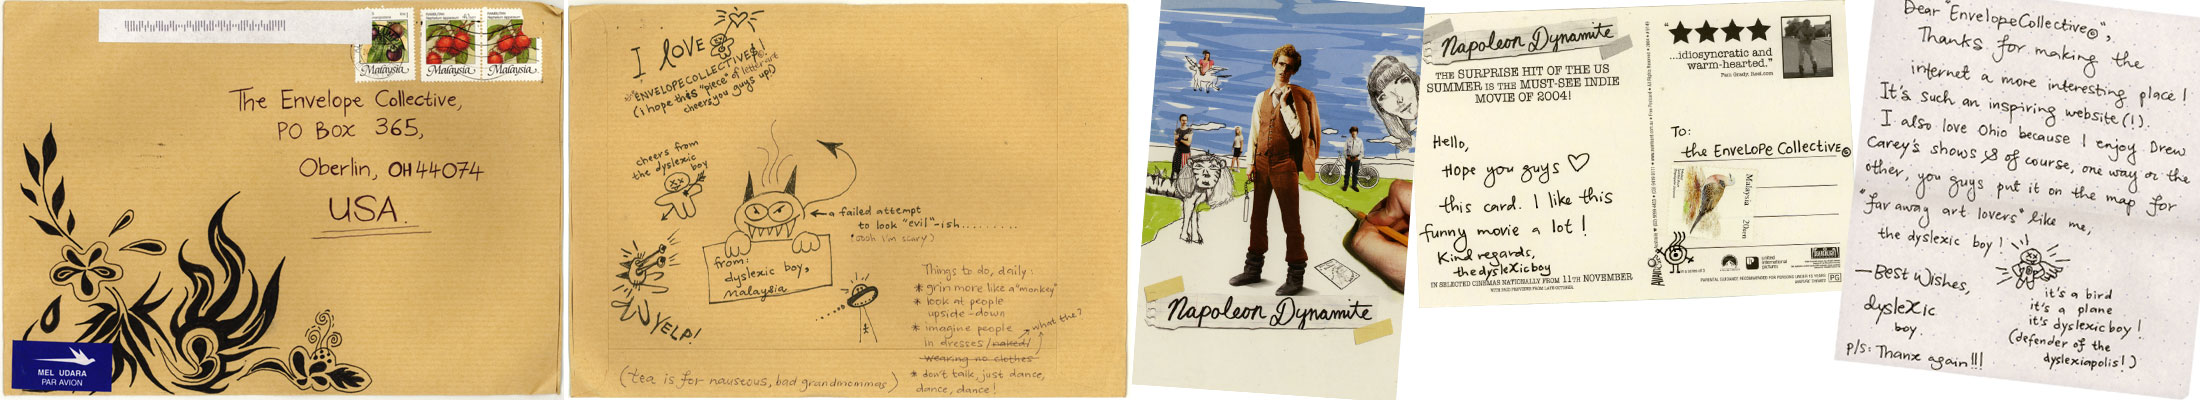 Malaysia
Malaysia
Malaysia
The Envelope Collective,
PO Box 365,
Oberlin, OH 44074
USA.
MEL UDARA
PAR AVION
I LOVE
"ENVELOPECOLLECTIVE®!
(i hope this "piece" of letterart
cheers you guys up!)
cheers from
the dyslexic
boy
a failed attempt
to look "evil"-ish.........
(oooh i'm scary)
from:
dyslexic boy,
malaysia
YELP!
Things to do, daily:
* grin more like a "monkey"
* look at people
upside-down
* imagine people
in dresses /naked/
wearing no clothes
what the?
* don't talk, just dance,
dance, dance!
(tea is for nauseous, bad grandmommas)
Napoleon Dynamite
Napoleon Dynamite
THE SURPRISE HIT OF THE US
SUMMER IS THE MUST-SEE INDIE
MOVIE OF 2004!
Hello,
Hope you guys ♡
this card. I like this
funny movie a lot!
Kind regards,
the dyslexic boy
IN SELECTED CINEMAS NATIONALLY FROM 11TH NOVEMBER
★★★★
...idiosyncratic and
warm-hearted."
Pam Grady, Reel.com
To:
the EnveLoPe CoLLective®
Malaysia
20sen
PG
Dear "EnvelopeCollective®",
Thanks for making the
internet a more interesting place!
It's such an inspiring website(!).
I also love Ohio because I enjoy Drew
Carey's shows & of course, one way or the
other, you guys put it on the map for
"far away art lovers" like me,
the dyslexic boy!
—Best Wishes,
dyslexic
boy.
it's a bird
it's a plane
it's dyslexic boy!
(defender of the
dyslexiapolis!)
P/S: Thanx again!!!